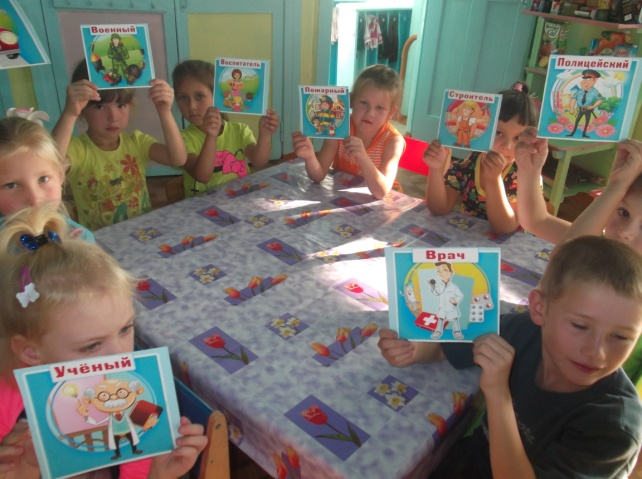 Военный
Воспитатель
Пожарный
Строитель
Полицейский
Врач
Учёный